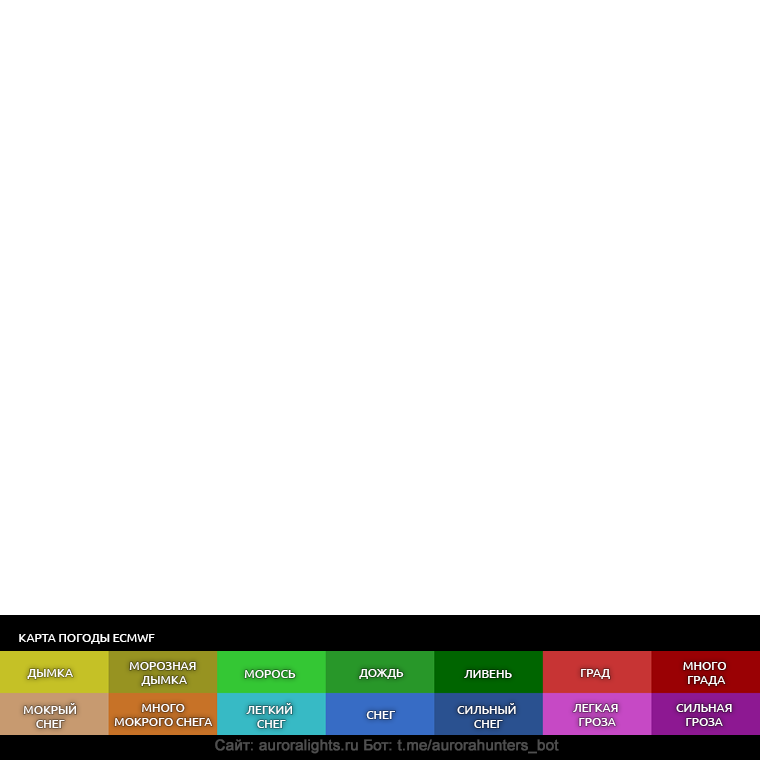 КАРТА ПОГОДЫ ECMWF
ДЫМКА
МОРОЗНАЯ
ДЫМКА
МОРОСЬ
ДОЖДЬ
ЛИВЕНЬ
ГРАД
МНОГО
ГРАДА
МОКРЫЙ
СНЕГ
МНОГО
МОКРОГО СНЕГА
ЛЕГКИЙ
СНЕГ
СНЕГ
СИЛЬНЫЙ
СНЕГ
ЛЕГКАЯ
ГРОЗА
СИЛЬНАЯ
ГРОЗА
Сайт: auroralights.ru Бот: t.me/aurorahunters_bot